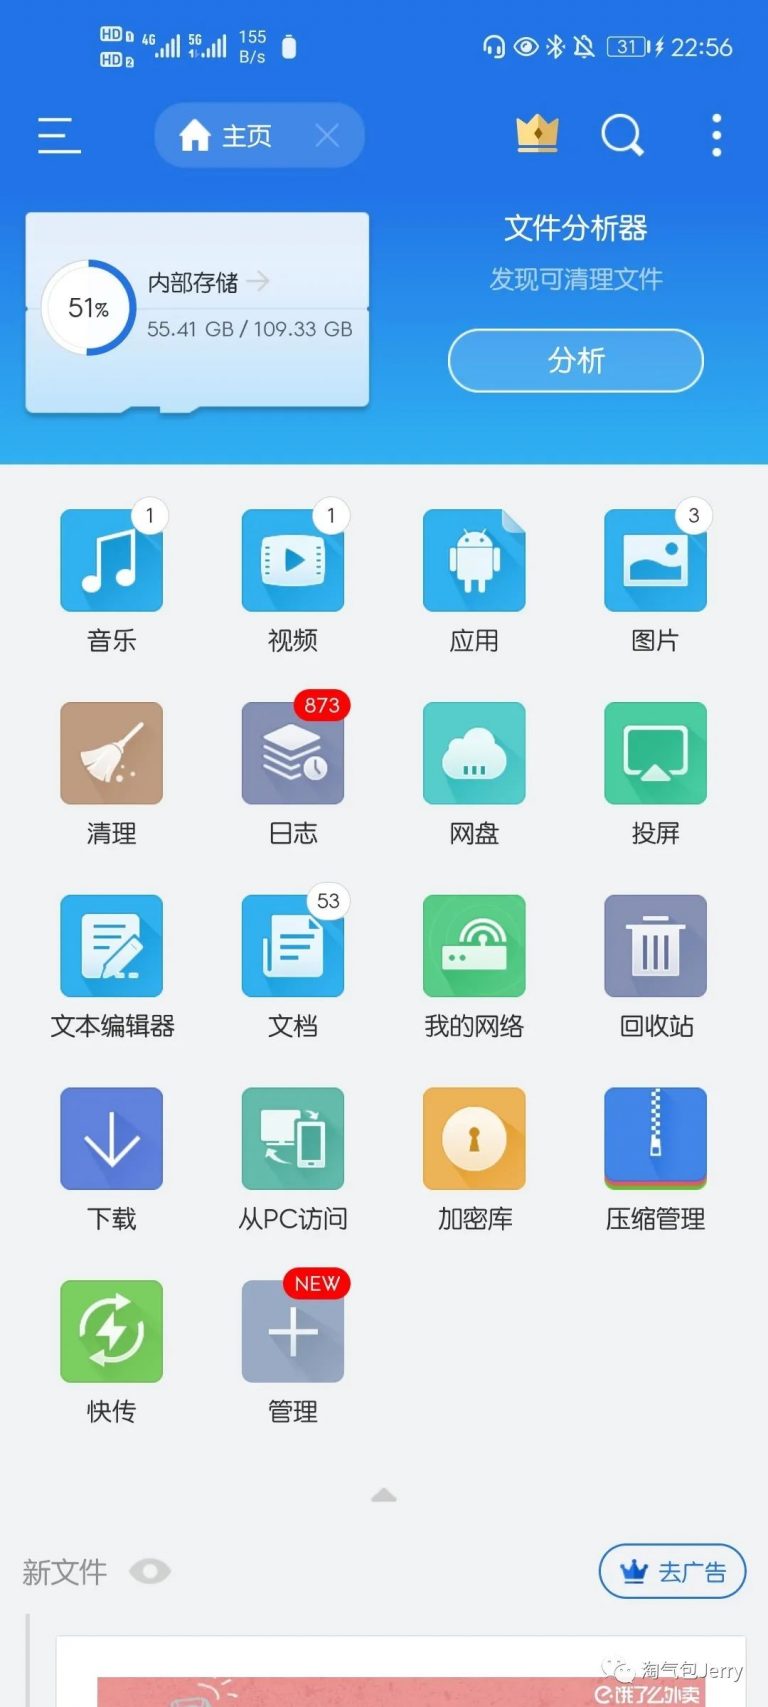 HD 1 4G 5G 155 31 22:56
HD 2 B/s
主页
文件分析器
发现可清理文件
分析
51%
内部存储
55.41 GB / 109.33 GB
1 1 3
音乐 视频 应用 图片
873
清理 日志 网盘 投屏
53
文本编辑器 文档 我的网络 回收站
下载 从PC访问 加密库 压缩管理
NEW
快传 管理
新文件 去广告
淘气包Jerry
饿了么外卖